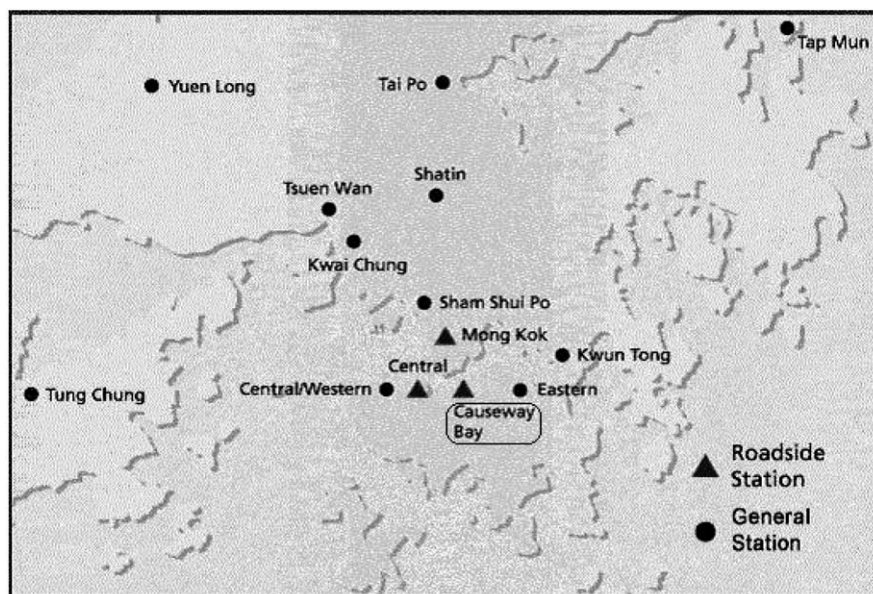 Tap Mun
Yuen Long
Tai Po
Shatin
Tsuen Wan
Kwai Chung
Sham Shui Po
Mong Kok
Kwun Tong
Central
Tung Chung
Central/Western
Eastern
Causeway
Bay
Roadside
Station
General
Station